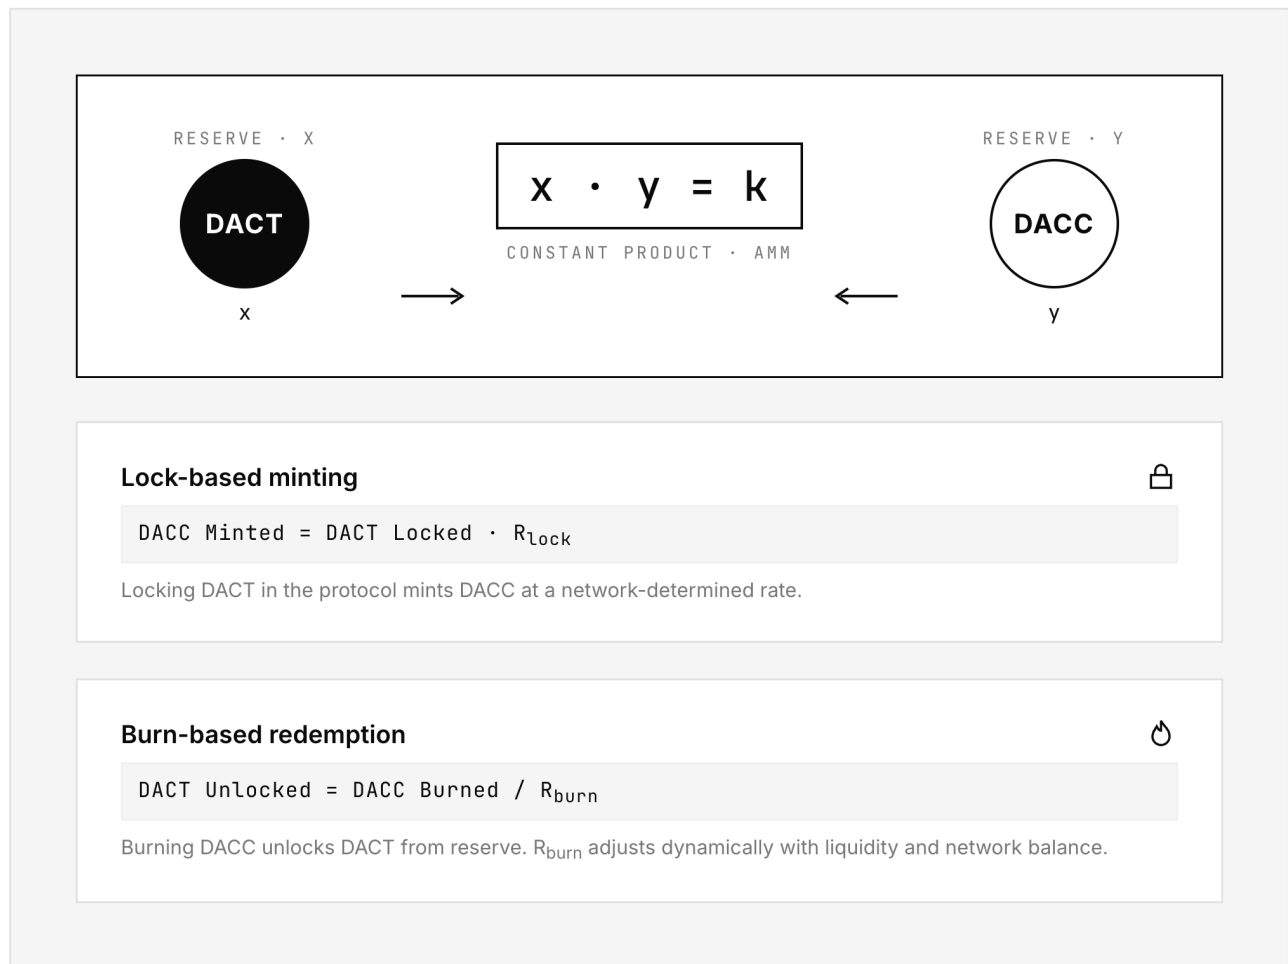 RESERVE · X
DACT
x
x · y = k
CONSTANT PRODUCT · AMM
RESERVE · Y
DACC
y
Lock-based minting
DACC Minted = DACT Locked · Rlock
Locking DACT in the protocol mints DACC at a network-determined rate.
Burn-based redemption
DACT Unlocked = DACC Burned / Rburn
Burning DACC unlocks DACT from reserve. Rburn adjusts dynamically with liquidity and network balance.